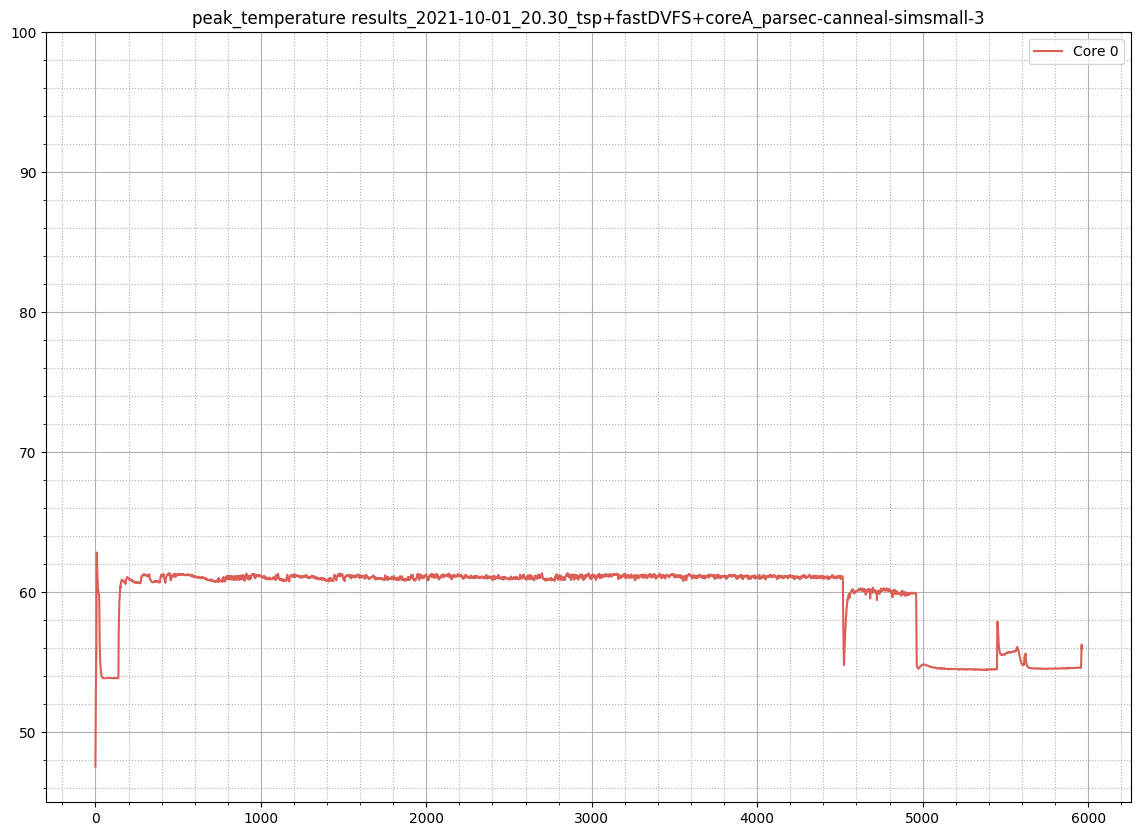 peak_temperature results_2021-10-01_20.30_tsp+fastDVFS+coreA_parsec-canneal-simsmall-3
Core 0
100
90
80
70
60
50
0 1000 2000 3000 4000 5000 6000